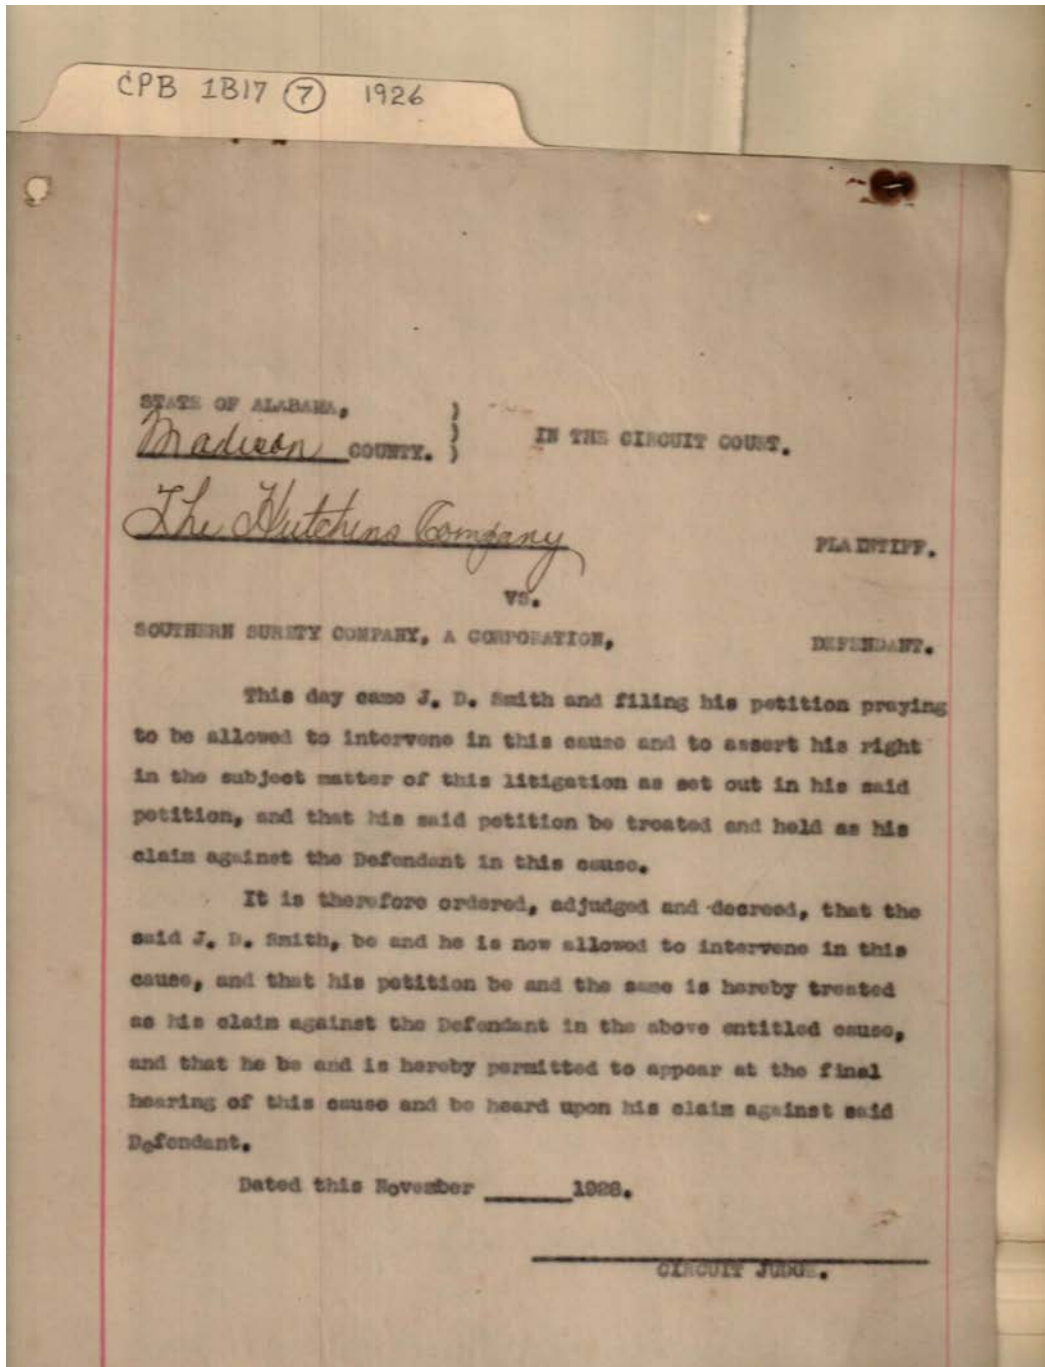 CPB 1B17 7 1926
STATE OF ALABAMA,
Madison COUNTY.
IN THE CIRCUIT COURT.
The Hutchens Company
PLAINTIFF.
VS.
SOUTHERN SURETY COMPANY, A CORPORATION,
DEFENDANT.
This day came J. D. Smith and filing his petition praying
to be allowed to intervene in this cause and to assert his right
in the subject matter of this litigation as set out in his said
petition, and that his said petition be treated and held as his
claim against the Defendant in this cause.
It is therefore ordered, adjudged and decreed, that the
said J. D. Smith, be and he is now allowed to intervene in this
cause, and that his petition be and the same is hereby treated
as his claim against the Defendant in the above entitled cause,
and that he be and is hereby permitted to appear at the final
hearing of this cause and be heard upon his claim against said
Defendant.
Dated this November ______
CIRCUIT JUDGE.